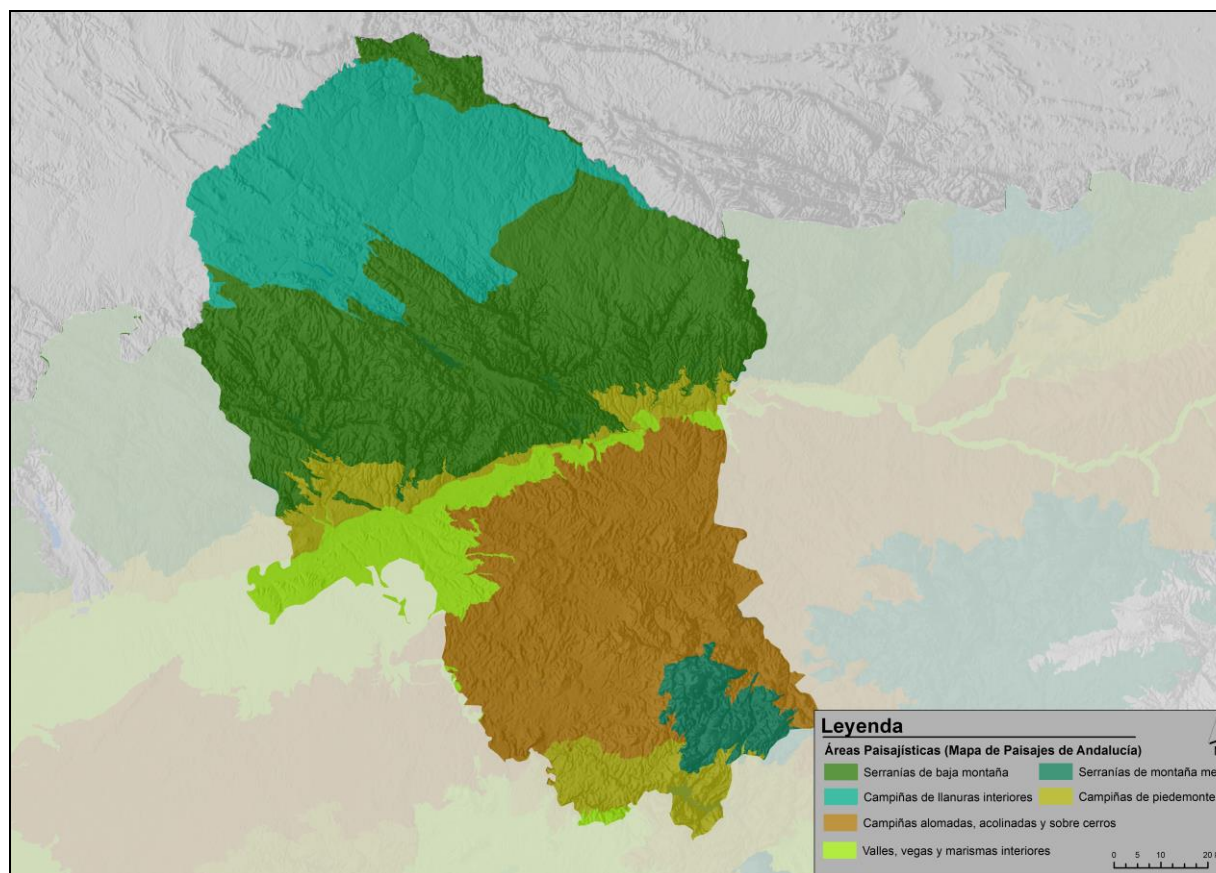 Leyenda
Áreas Paisajísticas (Mapa de Paisajes de Andalucía)
Serranías de baja montaña
Serranías de montaña me
Campiñas de llanuras interiores
Campiñas de piedemonte
Campiñas alomadas, acolinadas y sobre cerros
Valles, vegas y marismas interiores
0 5 10 20